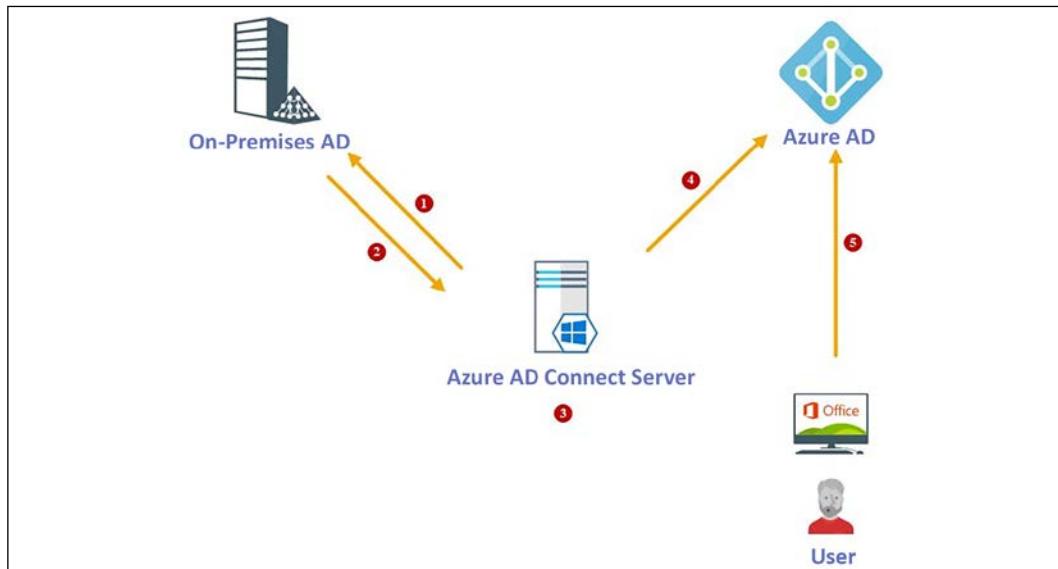 On-Premises AD
Azure AD
1
2
4
5
Azure AD Connect Server
3
Office
User